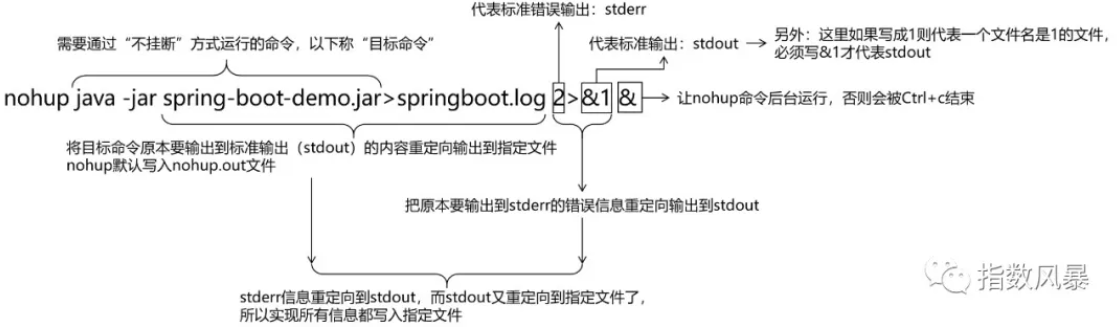 代表标准错误输出：stderr
需要通过“不挂断”方式运行的命令，以下称“目标命令”
代表标准输出：stdout
另外：这里如果写成1则代表一个文件名是1的文件，
必须写&1才代表stdout
nohup java -jar spring-boot-demo.jar>springboot.log 2>&1 &
让nohup命令后台运行，否则会被Ctrl+c结束
将目标命令原本要输出到标准输出（stdout）的内容重定向输出到指定文件
nohup默认写入nohup.out文件
把原本要输出到stderr的错误信息重定向输出到stdout
stderr信息重定向到stdout，而stdout又重定向到指定文件了，
所以实现所有信息都写入指定文件
指数风暴